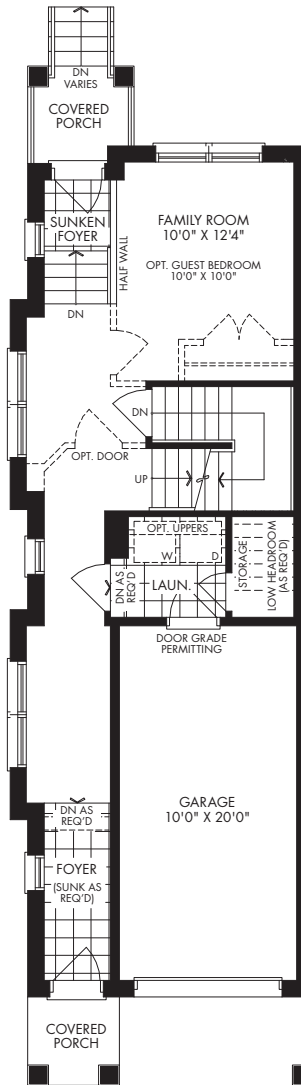 DN
VARIES
COVERED
PORCH
SUNKEN
FOYER
HALF WALL
FAMILY ROOM
10'0" X 12'4"
OPT. GUEST BEDROOM
10'0" X 10'0"
DN
DN
OPT. DOOR
UP
OPT. UPPERS
W
D
DN AS
REQ'D
LAUN.
STORAGE
LOW HEADROOM
(AS REQ'D)
DOOR GRADE
PERMITTING
GARAGE
10'0" X 20'0"
DN AS
REQ'D
FOYER
(SUNK AS
REQ'D)
COVERED
PORCH